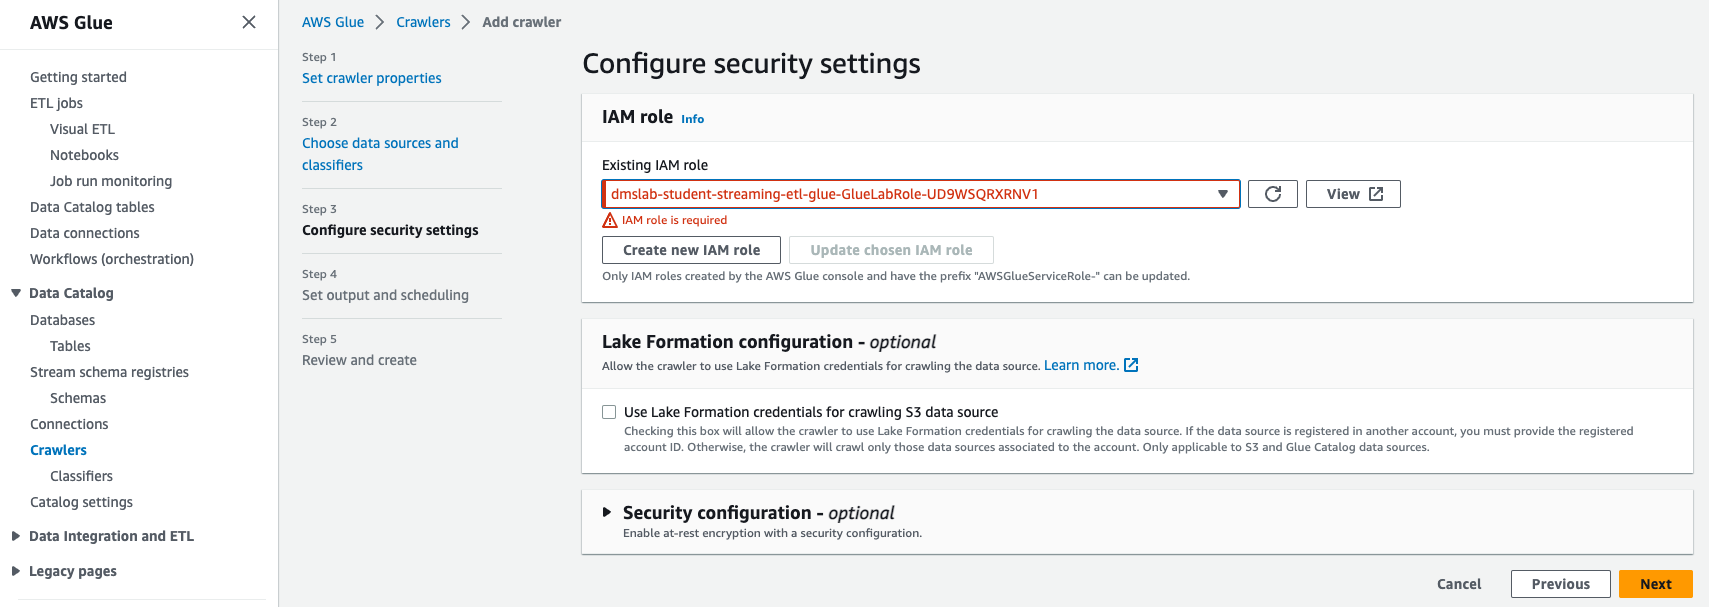 AWS Glue
Getting started
ETL jobs
Visual ETL
Notebooks
Job run monitoring
Data Catalog tables
Data connections
Workflows (orchestration)
Data Catalog
Databases
Tables
Stream schema registries
Schemas
Connections
Crawlers
Classifiers
Catalog settings
Data Integration and ETL
Legacy pages
AWS Glue > Crawlers > Add crawler
Step 1
Set crawler properties
Step 2
Choose data sources and
classifiers
Step 3
Configure security settings
Step 4
Set output and scheduling
Step 5
Review and create
Configure security settings
IAM role Info
Existing IAM role
dmslab-student-streaming-etl-glue-GlueLabRole-UD9WSQRXRNV1
View
IAM role is required
Create new IAM role
Update chosen IAM role
Only IAM roles created by the AWS Glue console and have the prefix "AWSGlueServiceRole-" can be updated.
Lake Formation configuration - optional
Allow the crawler to use Lake Formation credentials for crawling the data source. Learn more.
Use Lake Formation credentials for crawling S3 data source
Checking this box will allow the crawler to use Lake Formation credentials for crawling the data source. If the data source is registered in another account, you must provide the registered
account ID. Otherwise, the crawler will crawl only those data sources associated to the account. Only applicable to S3 and Glue Catalog data sources.
Security configuration - optional
Enable at-rest encryption with a security configuration.
Cancel
Previous
Next